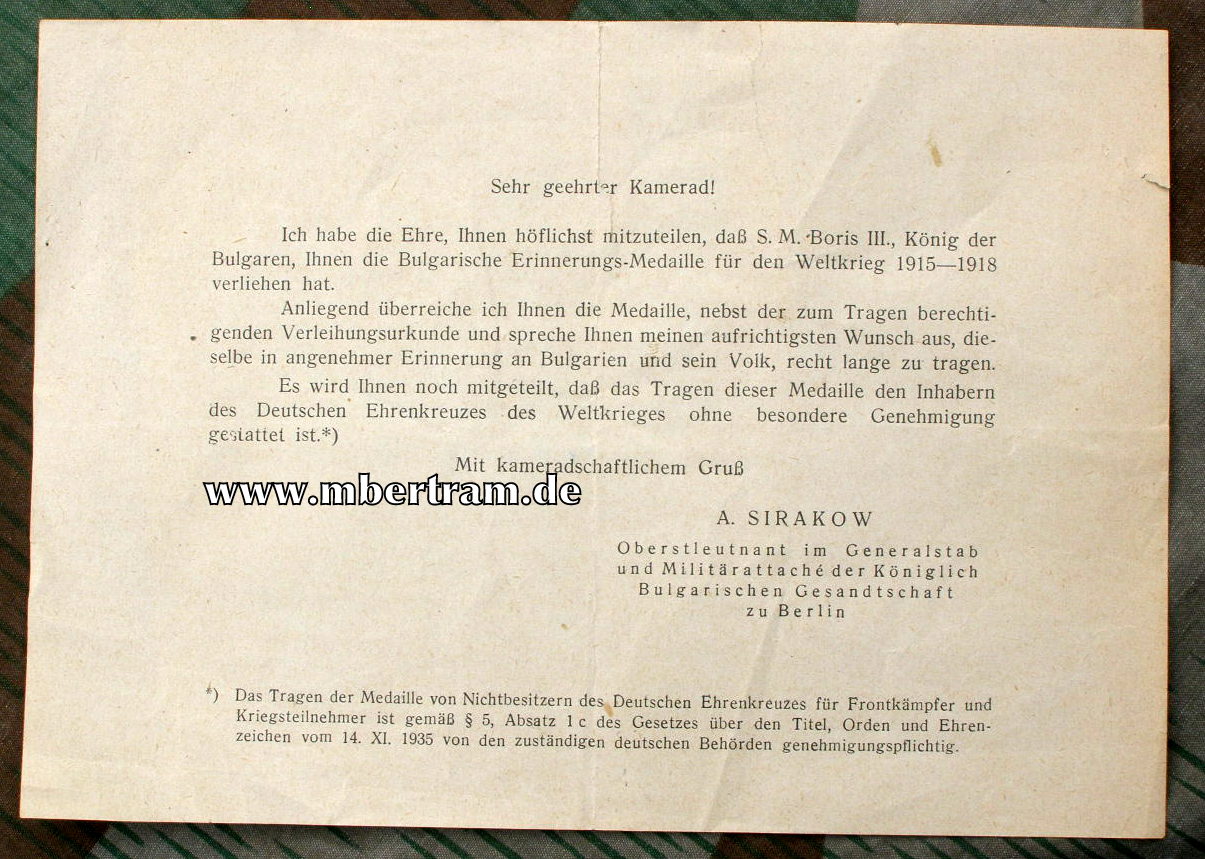 Sehr geehrter Kamerad!
Ich habe die Ehre, Ihnen höflichst mitzuteilen, daß S. M. Boris III., König der
Bulgaren, Ihnen die Bulgarische Erinnerungs-Medaille für den Weltkrieg 1915—1918
verliehen hat.
Anliegend überreiche ich Ihnen die Medaille, nebst der zum Tragen berechti-
genden Verleihungsurkunde und spreche Ihnen meinen aufrichtigsten Wunsch aus, die-
selbe in angenehmer Erinnerung an Bulgarien und sein Volk, recht lange zu tragen.
Es wird Ihnen noch mitgeteilt, daß das Tragen dieser Medaille den Inhabern
des Deutschen Ehrenkreuzes des Weltkrieges ohne besondere Genehmigung
gestattet ist.*)
Mit kameradschaftlichem Gruß
www.mbertram.de
A. SIRAKOW
Oberstleutnant im Generalstab
und Militärattaché der Königlich
Bulgarischen Gesandtschaft
zu Berlin
*) Das Tragen der Medaille von Nichtbesitzern des Deutschen Ehrenkreuzes für Frontkämpfer und
Kriegsteilnehmer ist gemäß § 5, Absatz 1 c des Gesetzes über den Titel, Orden und Ehren-
zeichen vom 14. XI. 1935 von den zuständigen deutschen Behörden genehmigungspflichtig.